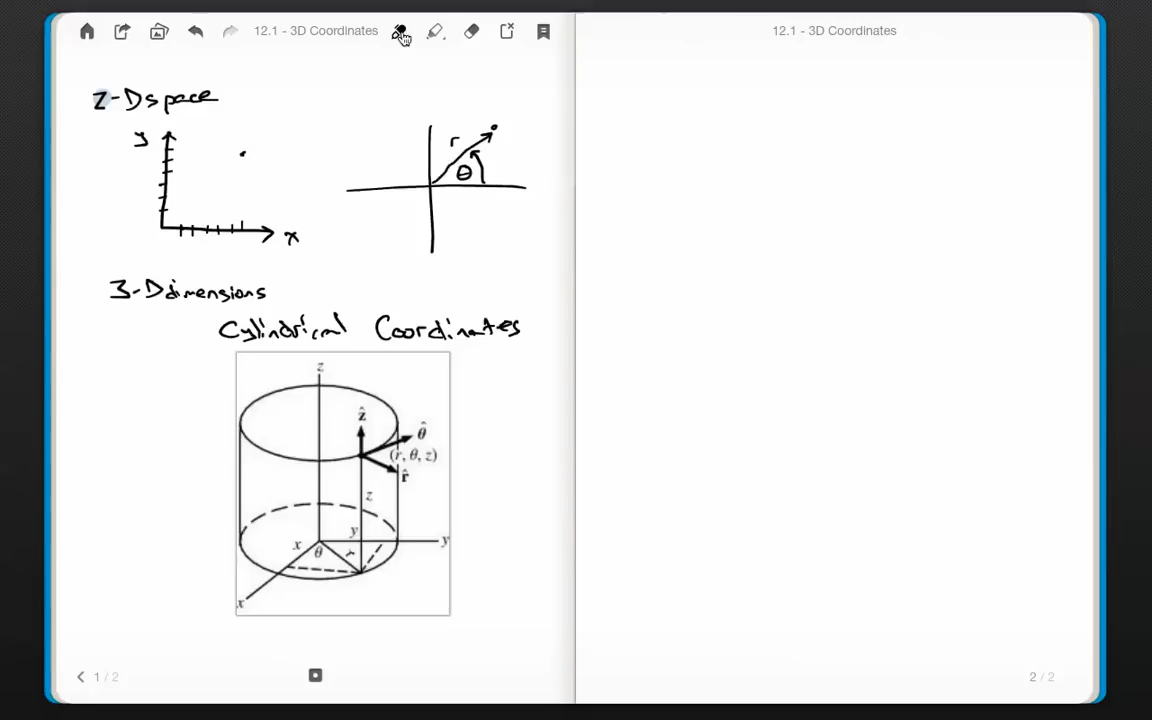 12.1 - 3D Coordinates
12.1 - 3D Coordinates
2-D space
y
x
r
θ
3-D dimensions
Cylindrical Coordinates
z
ẑ
θ̂
(r, θ, z)
r̂
z
y
x
θ
r
y
x
1 / 2
2 / 2